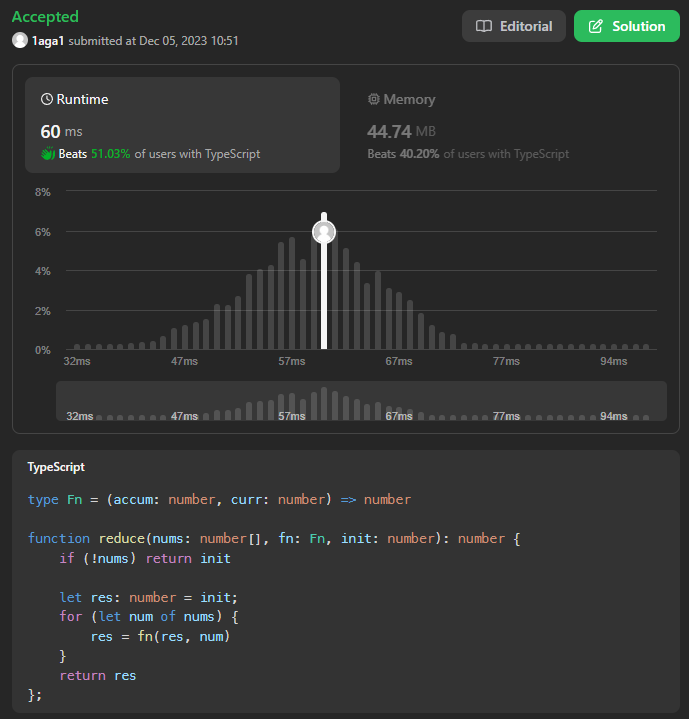 Accepted
1aga1 submitted at Dec 05, 2023 10:51
Editorial
Solution
Runtime
60 ms
Beats 51.03% of users with TypeScript
Memory
44.74 MB
Beats 40.20% of users with TypeScript
8%
6%
4%
2%
0%
32ms 47ms 57ms 67ms 77ms 94ms
32ms 47ms 57ms 67ms 77ms 94ms
TypeScript
type Fn = (accum: number, curr: number) => number
function reduce(nums: number[], fn: Fn, init: number): number {
    if (!nums) return init
    let res: number = init;
    for (let num of nums) {
        res = fn(res, num)
    }
    return res
};